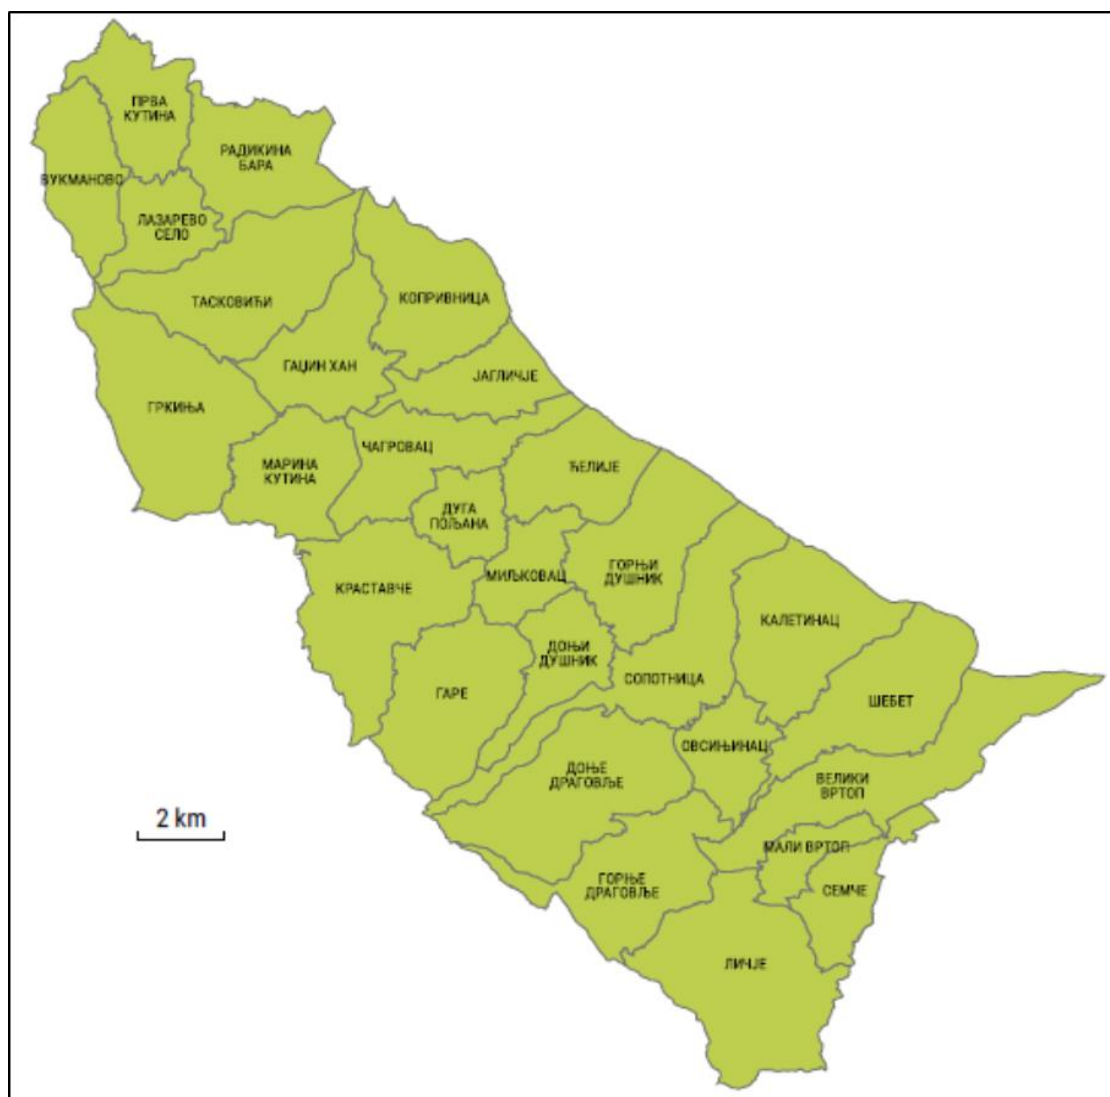 ПРВА
КУТИНА
РАДИКИНА
БАРА
ВУКМАНОВО
ЛАЗАРЕВО
СЕЛО
ТАСКОВИЋИ
КОПРИВНИЦА
ГАЏИН ХАН
ЈАГЛИЧЈЕ
ГРКИЊА
ЧАГРОВАЦ
МАРИНА
КУТИНА
ЋЕЛИЈЕ
ДУГА
ПОЉАНА
МИЉКОВАЦ
ГОРЊИ
ДУШНИК
КРАСТАВЧЕ
КАЛЕТИНАЦ
ДОЊИ
ДУШНИК
СОПОТНИЦА
ГАРЕ
ШЕБЕТ
ОВСИЊИНАЦ
ДОЊЕ
ДРАГОВЉЕ
ВЕЛИКИ
ВРТОП
2 km
МАЛИ ВРТОП
ГОРЊЕ
ДРАГОВЉЕ
СЕМЧЕ
ЛИЧЈЕ